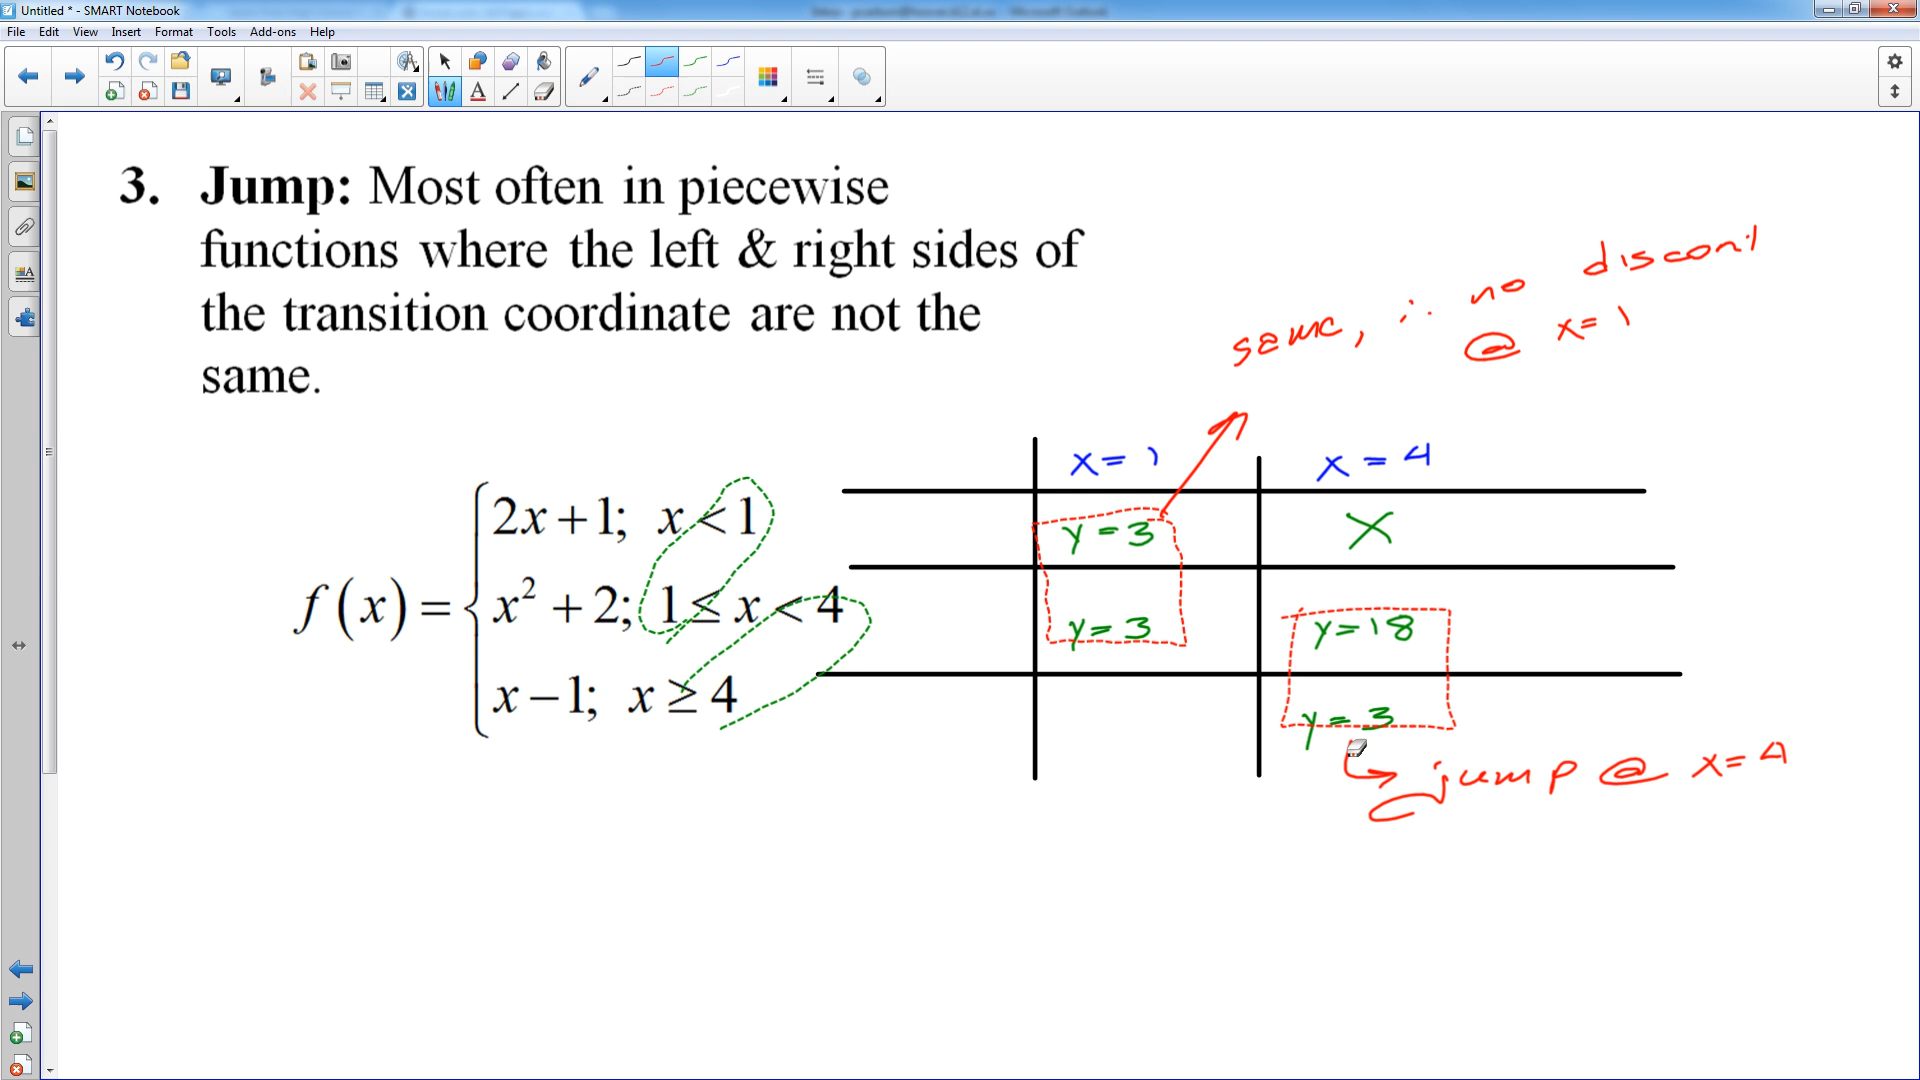 Untitled * - SMART Notebook
File Edit View Insert Format Tools Add-ons Help
3. Jump: Most often in piecewise
functions where the left & right sides of
the transition coordinate are not the
same.
same, ∴ no discont
@ x=1
x=1 x=4
f(x)= { 2x+1; x<1
x²+2; 1≤x<4
x−1; x≥4
y=3 X
y=3 y=18
y=3
jump @ x=4